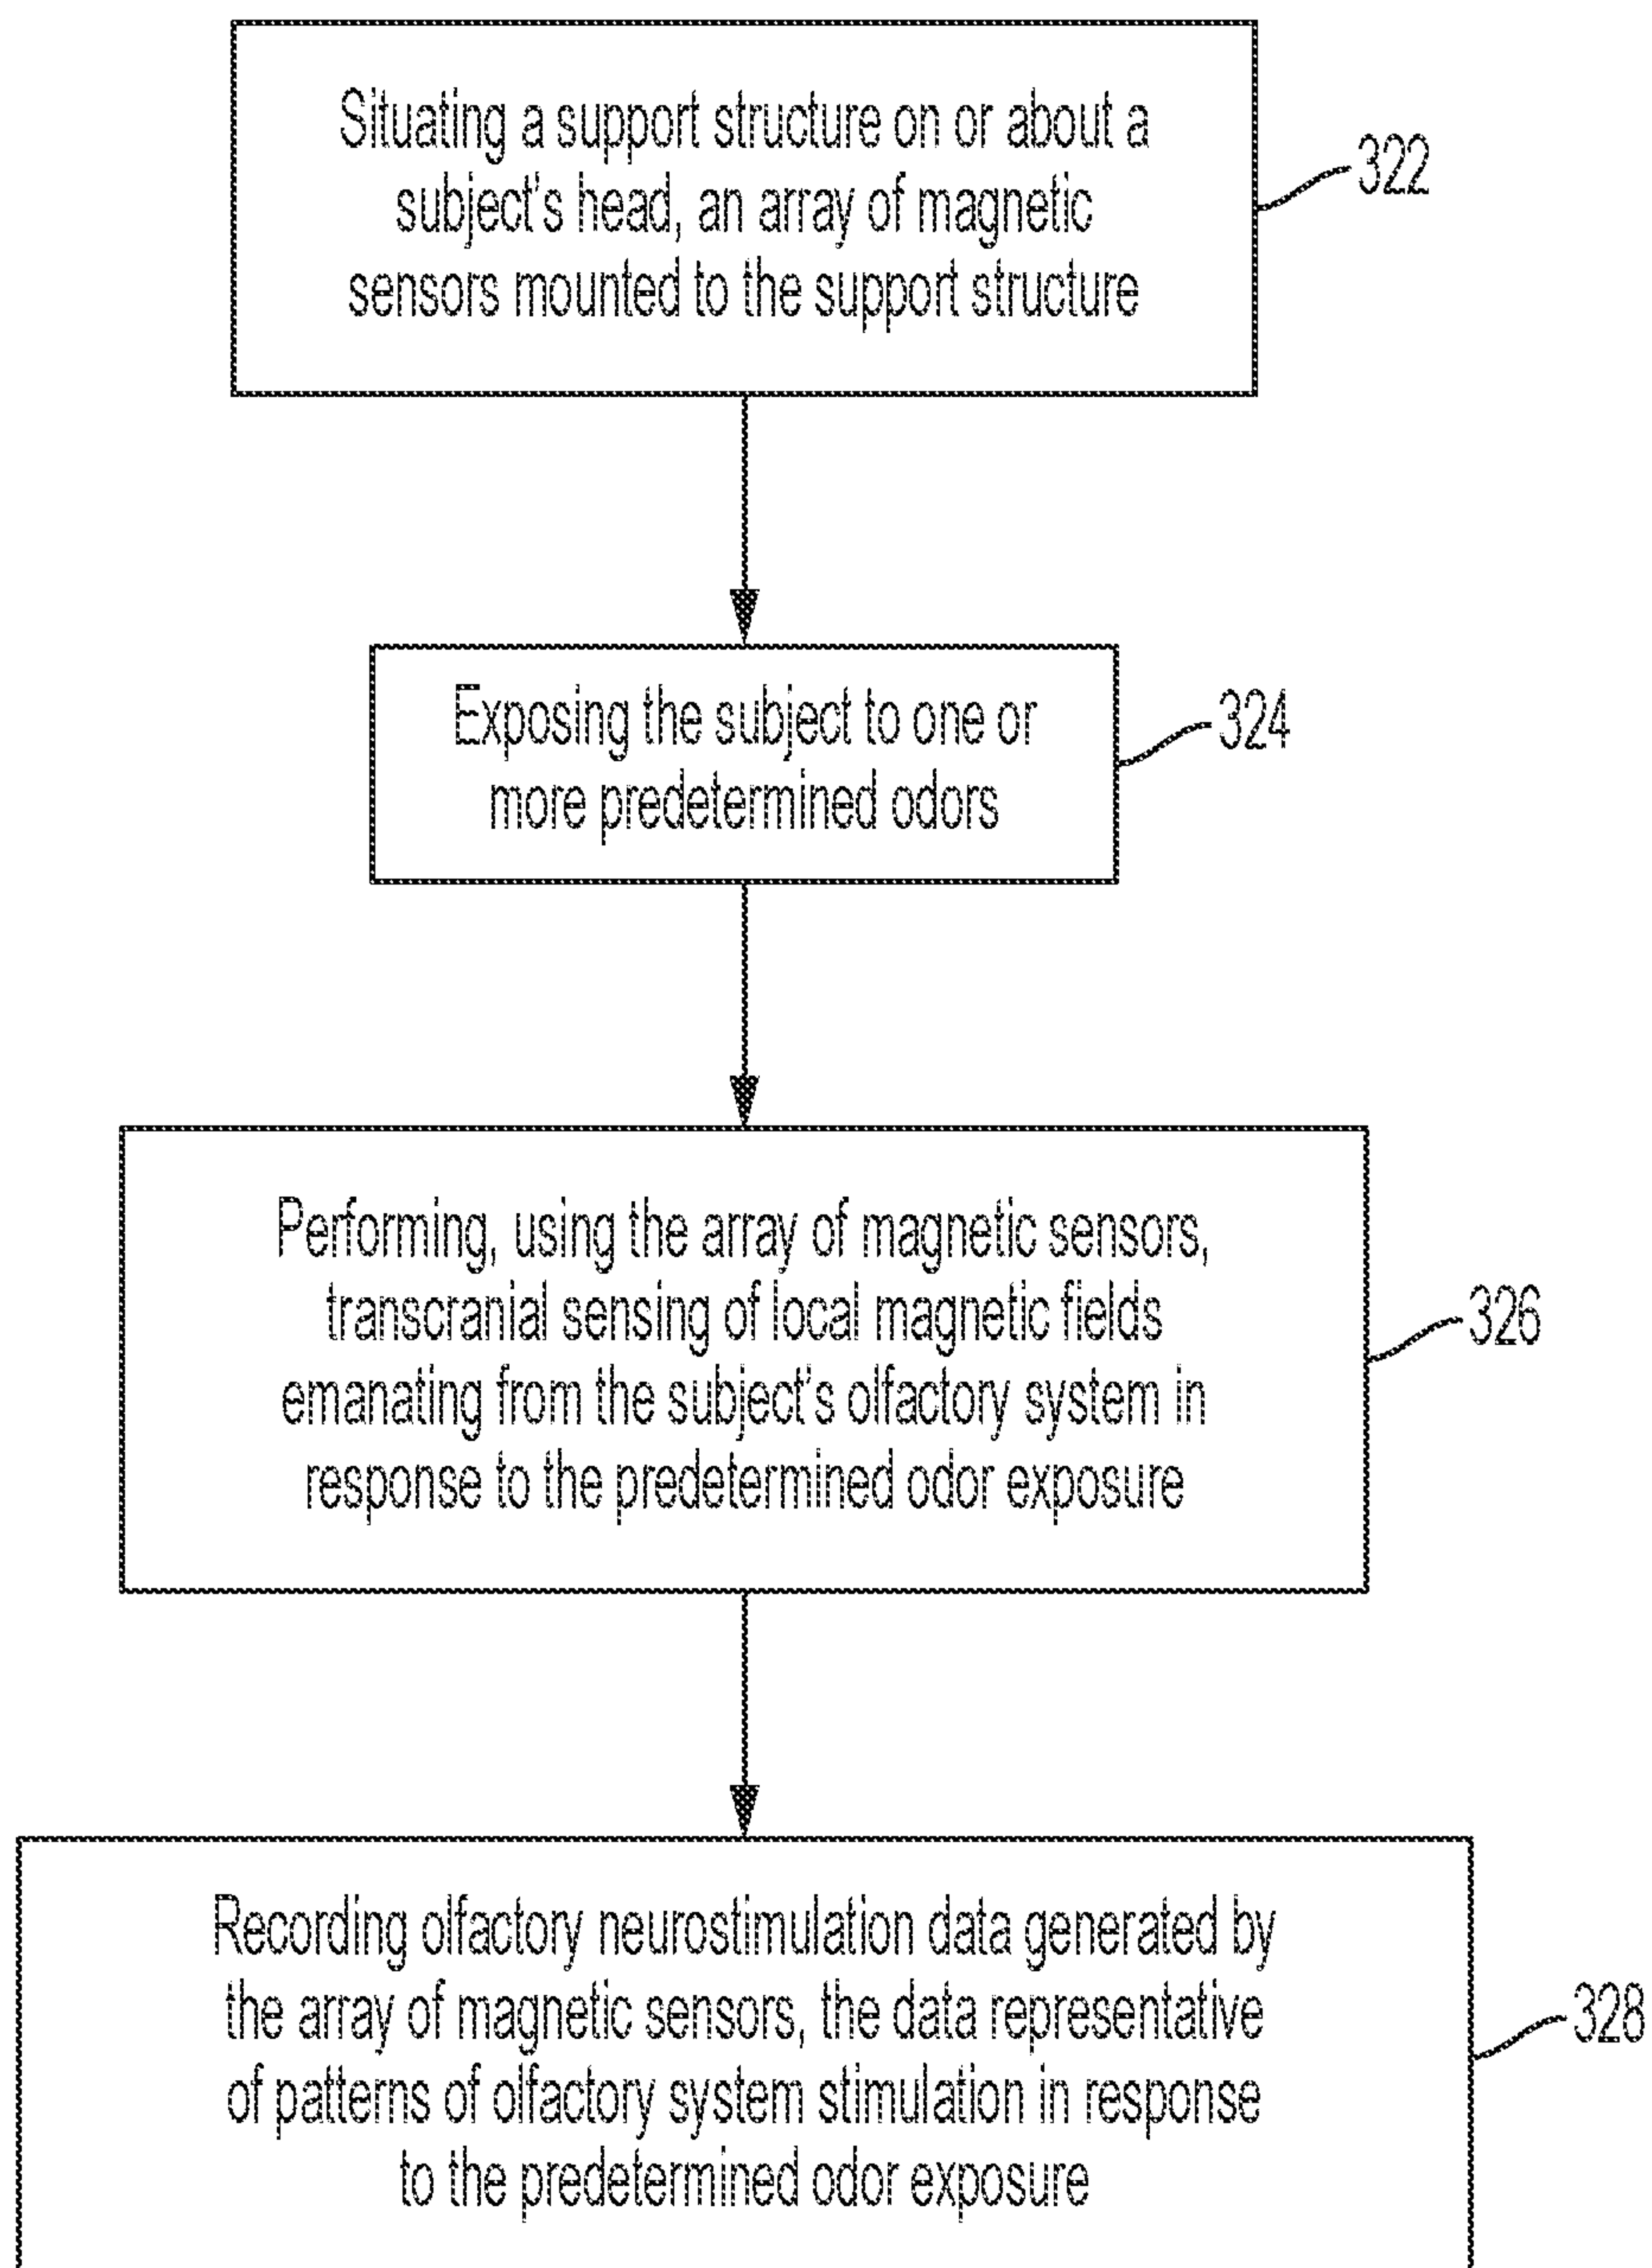 Situating a support structure on or about a
subject's head, an array of magnetic
sensors mounted to the support structure
322
Exposing the subject to one or
more predetermined odors
324
Performing, using the array of magnetic sensors,
transcranial sensing of local magnetic fields
emanating from the subject's olfactory system in
response to the predetermined odor exposure
326
Recording olfactory neurostimulation data generated by
the array of magnetic sensors, the data representative
of patterns of olfactory system stimulation in response
to the predetermined odor exposure
328